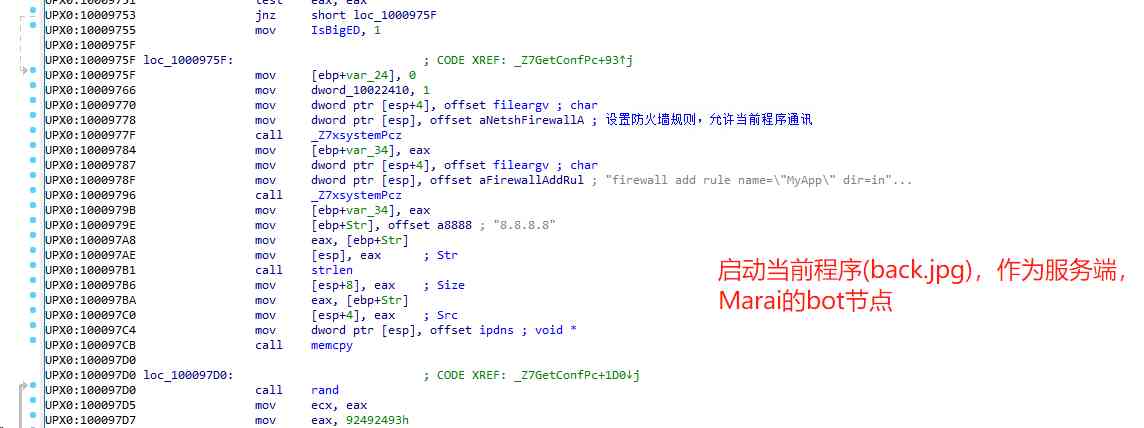 UPX0:10009751 test eax, eax
UPX0:10009753 jnz short loc_1000975F
UPX0:10009755 mov IsBigED, 1
UPX0:1000975F
UPX0:1000975F loc_1000975F: ; CODE XREF: _Z7GetConfPc+93↑j
UPX0:1000975F mov [ebp+var_24], 0
UPX0:10009766 mov dword_10022410, 1
UPX0:10009770 mov dword ptr [esp+4], offset fileargv ; char
UPX0:10009778 mov dword ptr [esp], offset aNetshFirewallA ; 设置防火墙规则，允许当前程序通讯
UPX0:1000977F call _Z7xsystemPcz
UPX0:10009784 mov [ebp+var_34], eax
UPX0:10009787 mov dword ptr [esp+4], offset fileargv ; char
UPX0:1000978F mov dword ptr [esp], offset aFirewallAddRul ; "firewall add rule name=\"MyApp\" dir=in"...
UPX0:10009796 call _Z7xsystemPcz
UPX0:1000979B mov [ebp+var_34], eax
UPX0:1000979E mov [ebp+Str], offset a8888 ; "8.8.8.8"
UPX0:100097A8 mov eax, [ebp+Str]
UPX0:100097AE mov [esp], eax ; Str
UPX0:100097B1 call strlen
UPX0:100097B6 mov [esp+8], eax ; Size
UPX0:100097BA mov eax, [ebp+Str]
UPX0:100097C0 mov [esp+4], eax ; Src
UPX0:100097C4 mov dword ptr [esp], offset ipdns ; void *
UPX0:100097CB call memcpy
UPX0:100097D0
UPX0:100097D0 loc_100097D0: ; CODE XREF: _Z7GetConfPc+1D0↓j
UPX0:100097D0 call rand
UPX0:100097D5 mov ecx, eax
UPX0:100097D7 mov eax, 92492493h
启动当前程序(back.jpg)，作为服务端，
Marai的bot节点